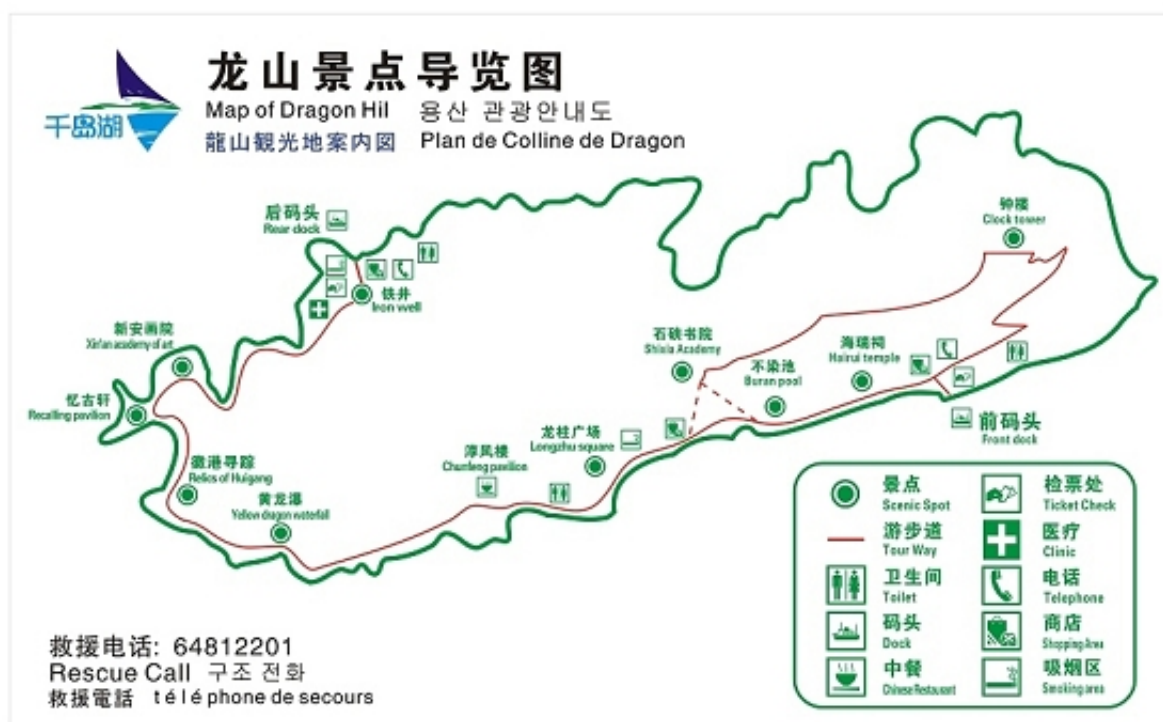 龙山景点导览图
千岛湖
Map of Dragon Hil 용산 관광안내도
龍山観光地案内図 Plan de Colline de Dragon
钟楼
Clock tower
后码头
Rear dock
铁井
Iron well
新安画院
Xin'an academy of art
石硖书院
Shixia Academy
海瑞祠
Hairui temple
不染池
Buran pool
忆古轩
Recalling pavilion
前码头
Front dock
龙柱广场
Longzhu square
淳风楼
Chunfeng pavilion
徽港寻踪
Relics of Huigang
黄龙瀑
Yellow dragon waterfall
景点
Scenic Spot
检票处
Ticket Check
游步道
Tour Way
医疗
Clinic
卫生间
Toilet
电话
Telephone
码头
Dock
商店
Shopping Area
中餐
Chinese Restaurant
吸烟区
Smoking area
救援电话: 64812201
Rescue Call 구조 전화
救援電話 téléphone de secours